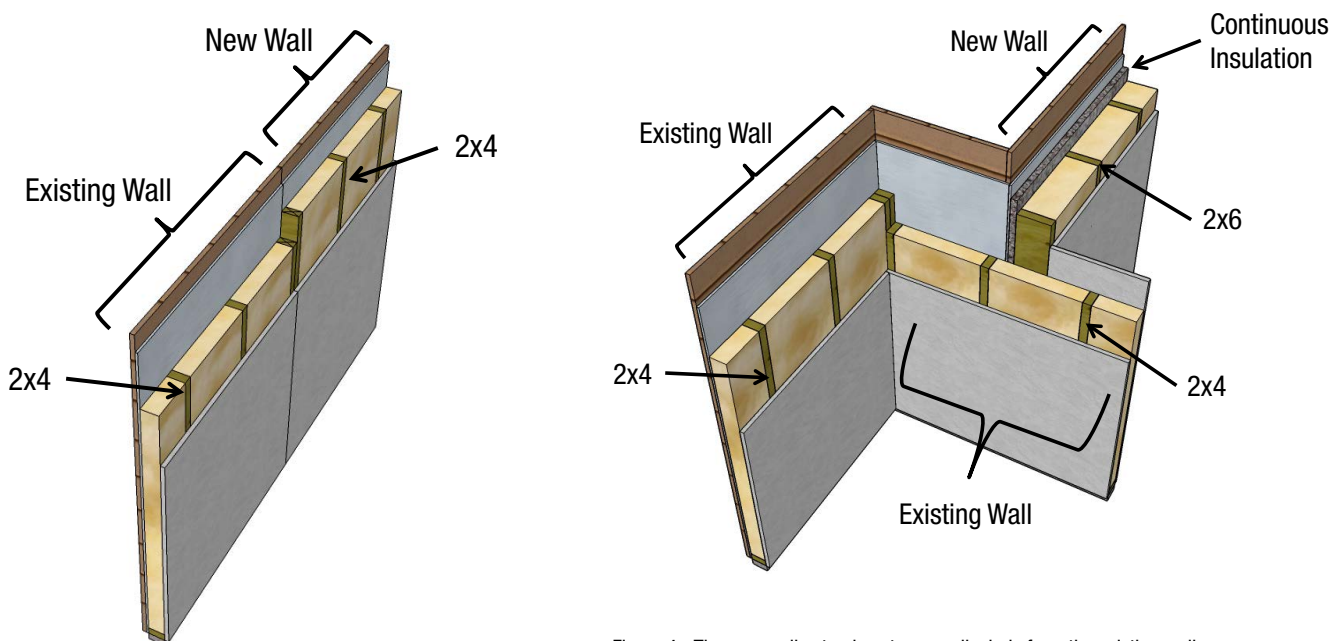 New Wall
Existing Wall
2x4
2x4
New Wall
Continuous
Insulation
Existing Wall
2x6
2x4
2x4
Existing Wall